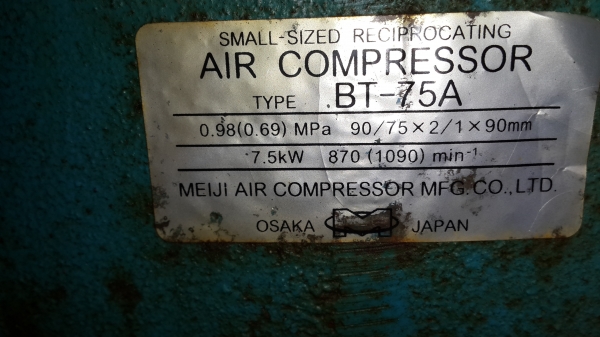 SMALL-SIZED RECIPROCATING
AIR COMPRESSOR
TYPE BT-75A
0.98(0.69) MPa 90/75×2/1×90mm
7.5kW 870 (1090) min⁻¹
MEIJI AIR COMPRESSOR MFG.CO.,LTD.
OSAKA JAPAN